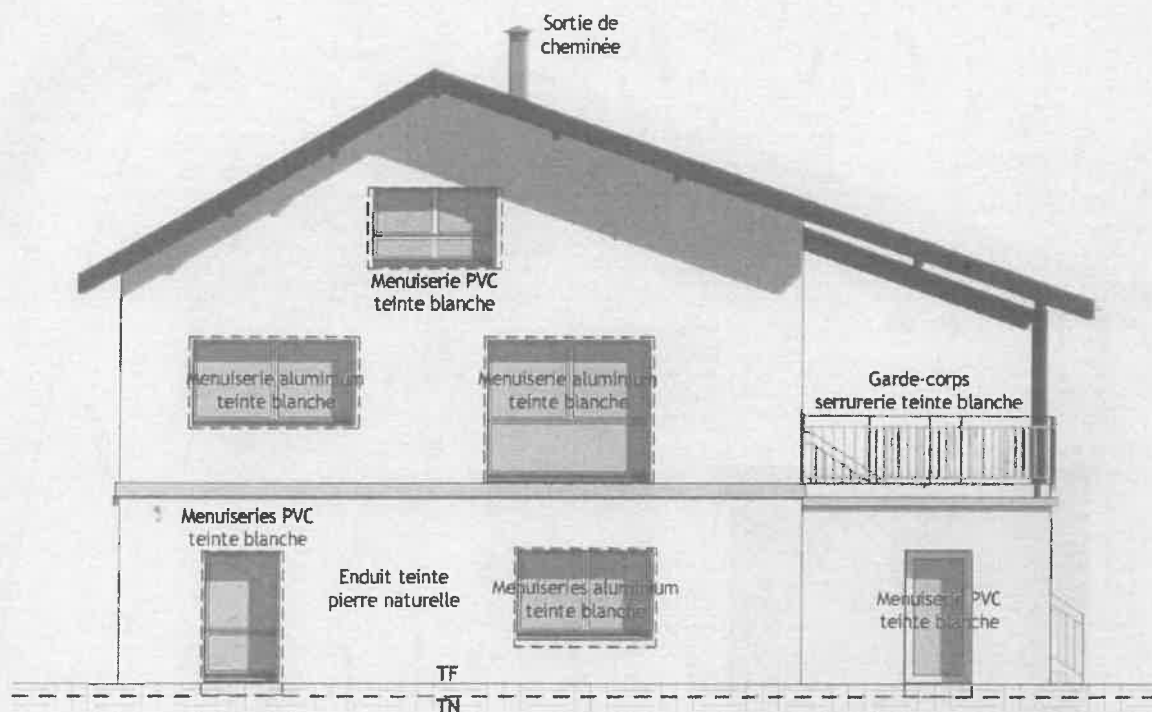 Sortie de
cheminée
Menuiserie PVC
teinte blanche
Menuiserie aluminium
teinte blanche
Menuiserie aluminium
teinte blanche
Garde-corps
serrurerie teinte blanche
Menuiseries PVC
teinte blanche
Enduit teinte
pierre naturelle
Menuiseries aluminium
teinte blanche
Menuiserie PVC
teinte blanche
TF
TN